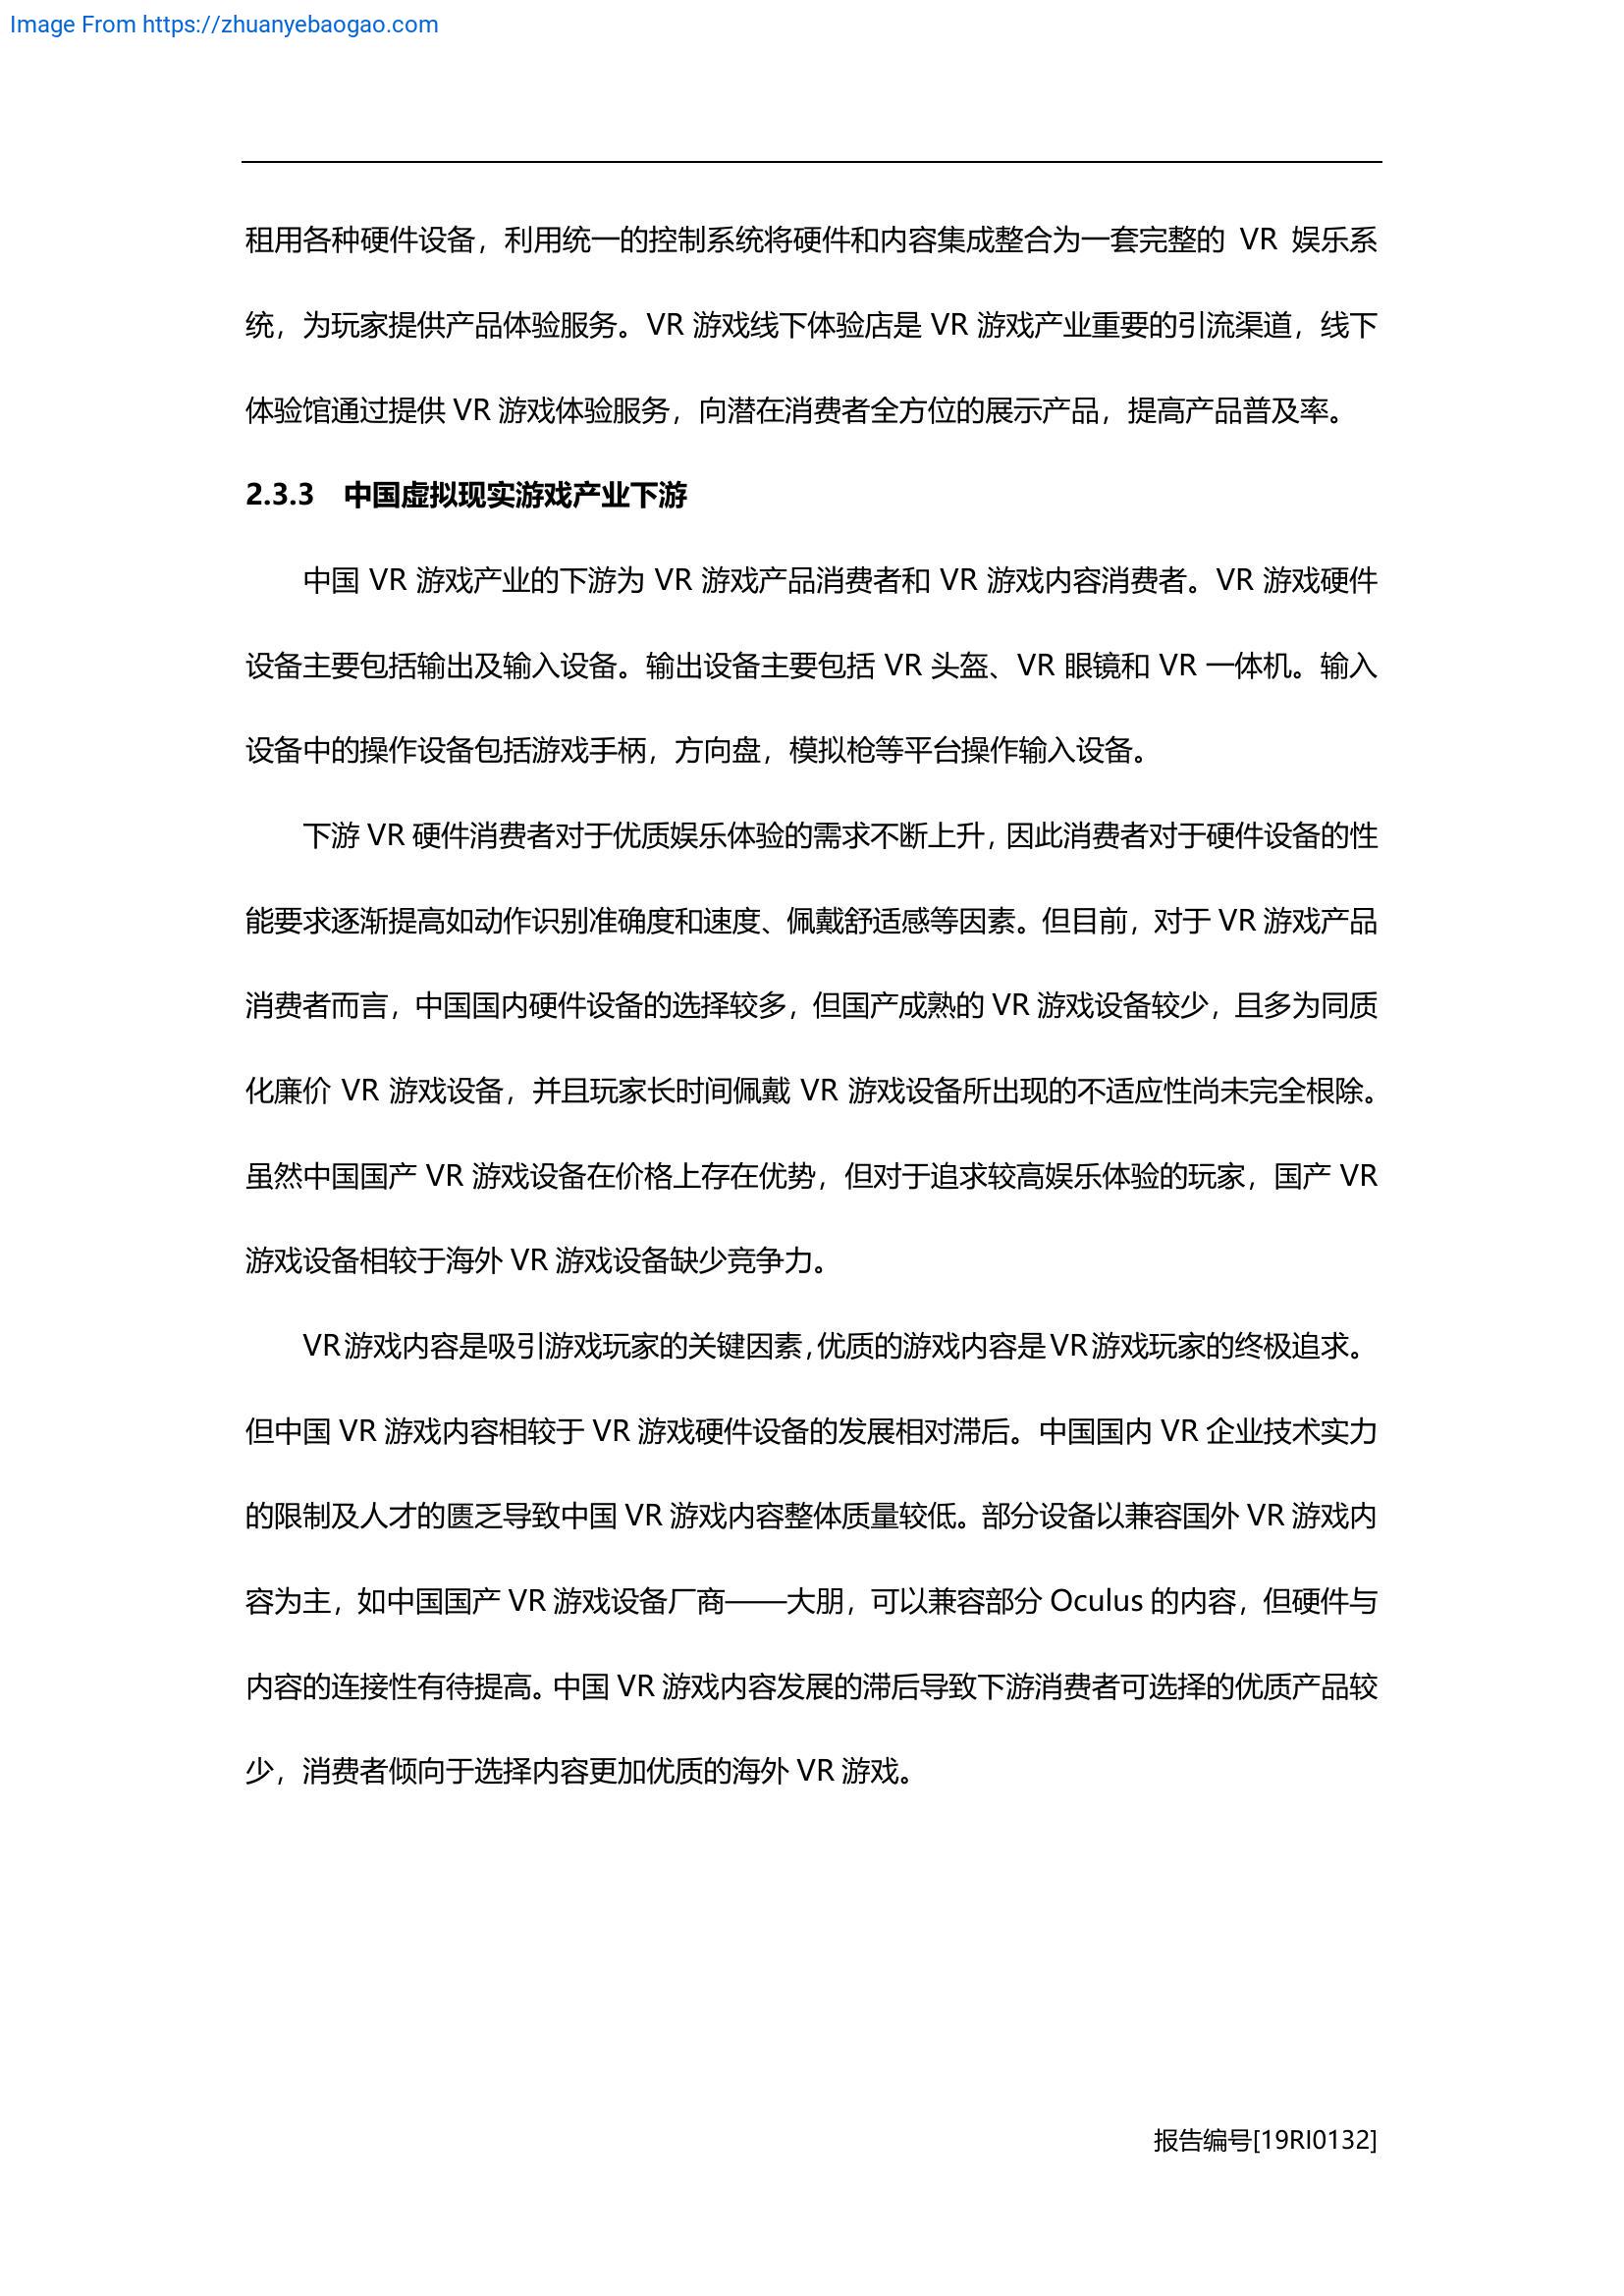 Image From https://zhuanyebaogao.com
租用各种硬件设备，利用统一的控制系统将硬件和内容集成整合为一套完整的 VR 娱乐系
统，为玩家提供产品体验服务。VR 游戏线下体验店是 VR 游戏产业重要的引流渠道，线下
体验馆通过提供 VR 游戏体验服务，向潜在消费者全方位的展示产品，提高产品普及率。
2.3.3 中国虚拟现实游戏产业下游
中国 VR 游戏产业的下游为 VR 游戏产品消费者和 VR 游戏内容消费者。VR 游戏硬件
设备主要包括输出及输入设备。输出设备主要包括 VR 头盔、VR 眼镜和 VR 一体机。输入
设备中的操作设备包括游戏手柄，方向盘，模拟枪等平台操作输入设备。
下游 VR 硬件消费者对于优质娱乐体验的需求不断上升，因此消费者对于硬件设备的性
能要求逐渐提高如动作识别准确度和速度、佩戴舒适感等因素。但目前，对于 VR 游戏产品
消费者而言，中国国内硬件设备的选择较多，但国产成熟的 VR 游戏设备较少，且多为同质
化廉价 VR 游戏设备，并且玩家长时间佩戴 VR 游戏设备所出现的不适应性尚未完全根除。
虽然中国国产 VR 游戏设备在价格上存在优势，但对于追求较高娱乐体验的玩家，国产 VR
游戏设备相较于海外 VR 游戏设备缺少竞争力。
VR 游戏内容是吸引游戏玩家的关键因素，优质的游戏内容是 VR 游戏玩家的终极追求。
但中国 VR 游戏内容相较于 VR 游戏硬件设备的发展相对滞后。中国国内 VR 企业技术实力
的限制及人才的匮乏导致中国 VR 游戏内容整体质量较低。部分设备以兼容国外 VR 游戏内
容为主，如中国国产 VR 游戏设备厂商——大朋，可以兼容部分 Oculus 的内容，但硬件与
内容的连接性有待提高。中国 VR 游戏内容发展的滞后导致下游消费者可选择的优质产品较
少，消费者倾向于选择内容更加优质的海外 VR 游戏。
报告编号[19RI0132]